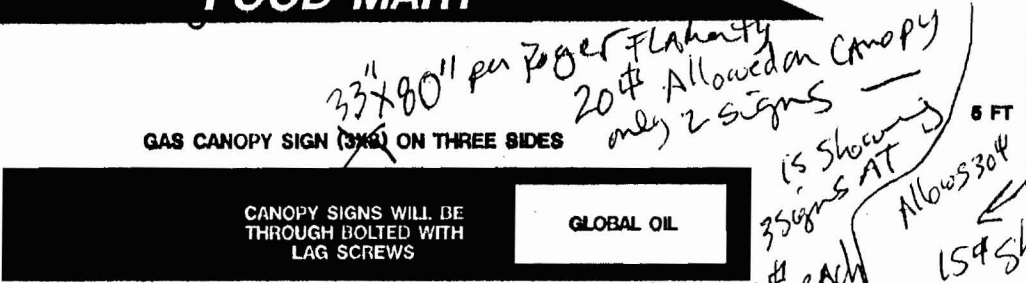 FOOD MART
33"X80" per Roger Flaherty
20⌗ Allowed on CANOPY
only 2 signs —
GAS CANOPY SIGN (3X8) ON THREE SIDES
5 FT
is showing
3 signs AT
⌗ eACH
Allows 30⌗
15⌗
CANOPY SIGNS WILL BE
THROUGH BOLTED WITH
LAG SCREWS
GLOBAL OIL